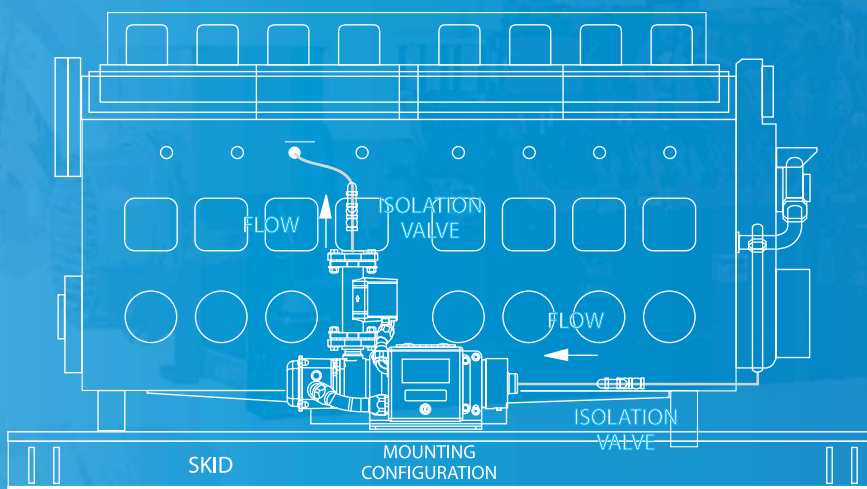 FLOW
ISOLATION
VALVE
FLOW
ISOLATION
VALVE
SKID
MOUNTING
CONFIGURATION